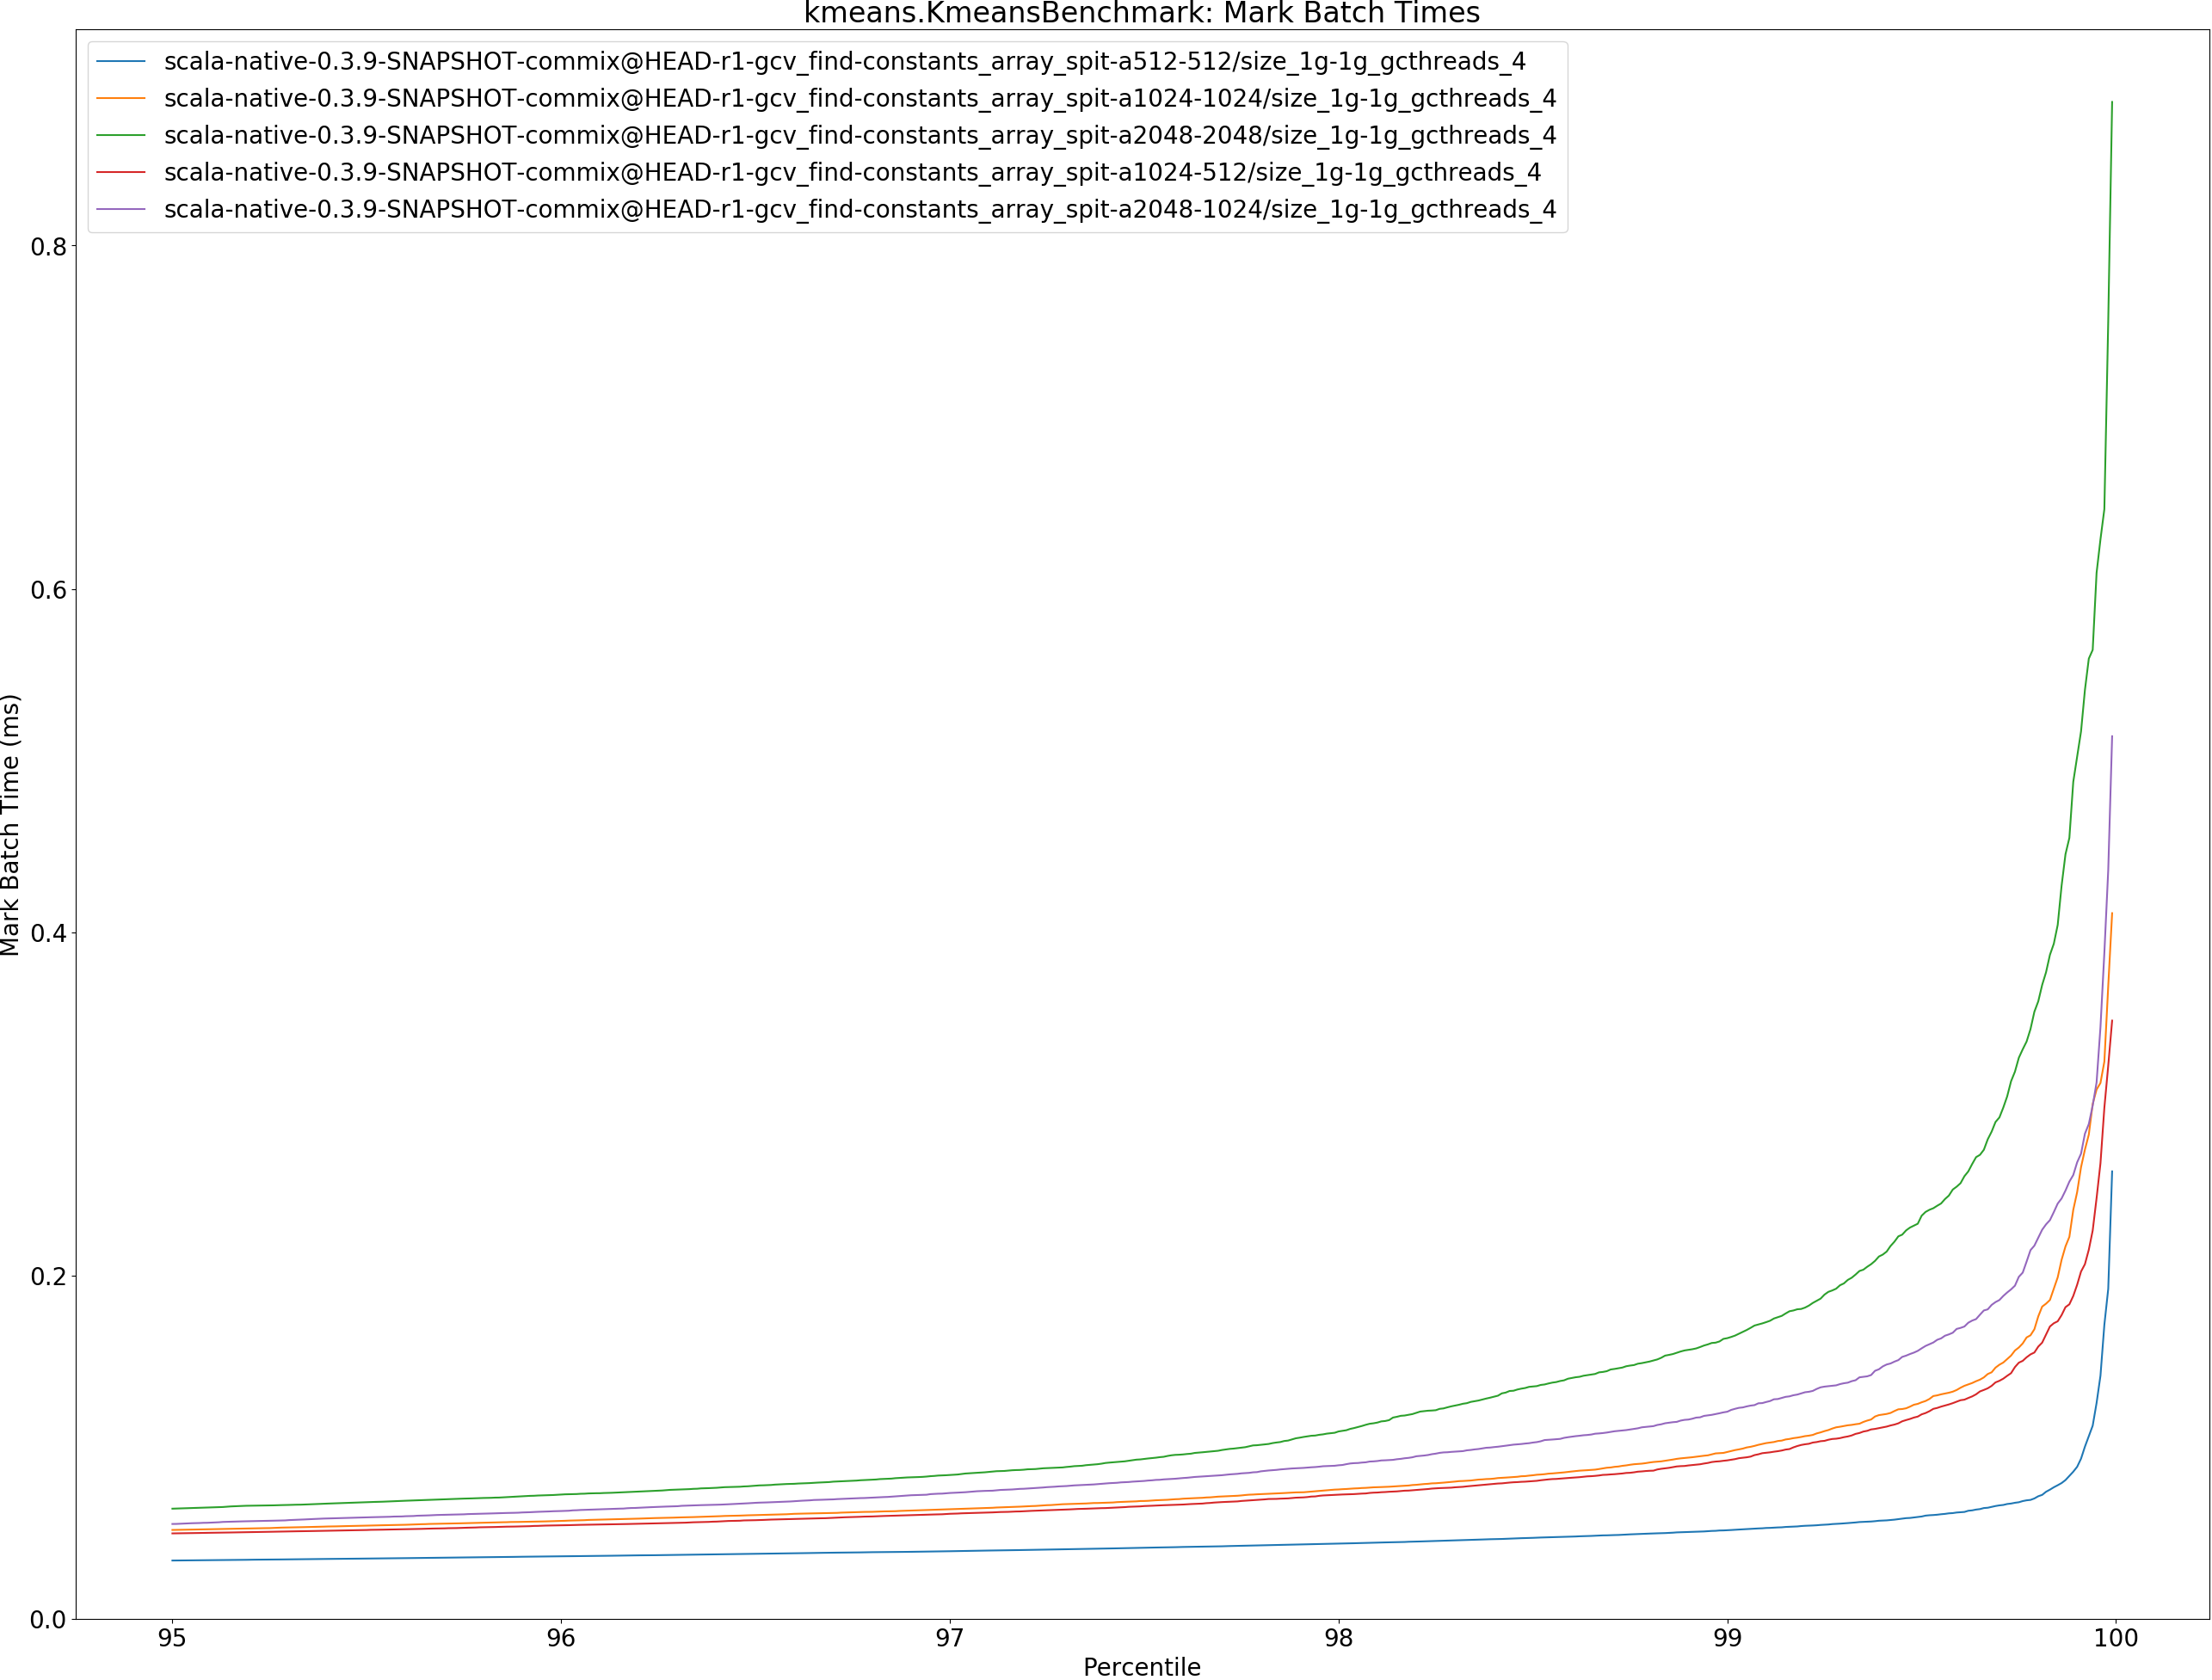 kmeans.KmeansBenchmark: Mark Batch Times
scala-native-0.3.9-SNAPSHOT-commix@HEAD-r1-gcv_find-constants_array_spit-a512-512/size_1g-1g_gcthreads_4
scala-native-0.3.9-SNAPSHOT-commix@HEAD-r1-gcv_find-constants_array_spit-a1024-1024/size_1g-1g_gcthreads_4
scala-native-0.3.9-SNAPSHOT-commix@HEAD-r1-gcv_find-constants_array_spit-a2048-2048/size_1g-1g_gcthreads_4
scala-native-0.3.9-SNAPSHOT-commix@HEAD-r1-gcv_find-constants_array_spit-a1024-512/size_1g-1g_gcthreads_4
scala-native-0.3.9-SNAPSHOT-commix@HEAD-r1-gcv_find-constants_array_spit-a2048-1024/size_1g-1g_gcthreads_4
0.8
0.6
0.4
0.2
0.0
Mark Batch Time (ms)
95 96 97 98 99 100
Percentile